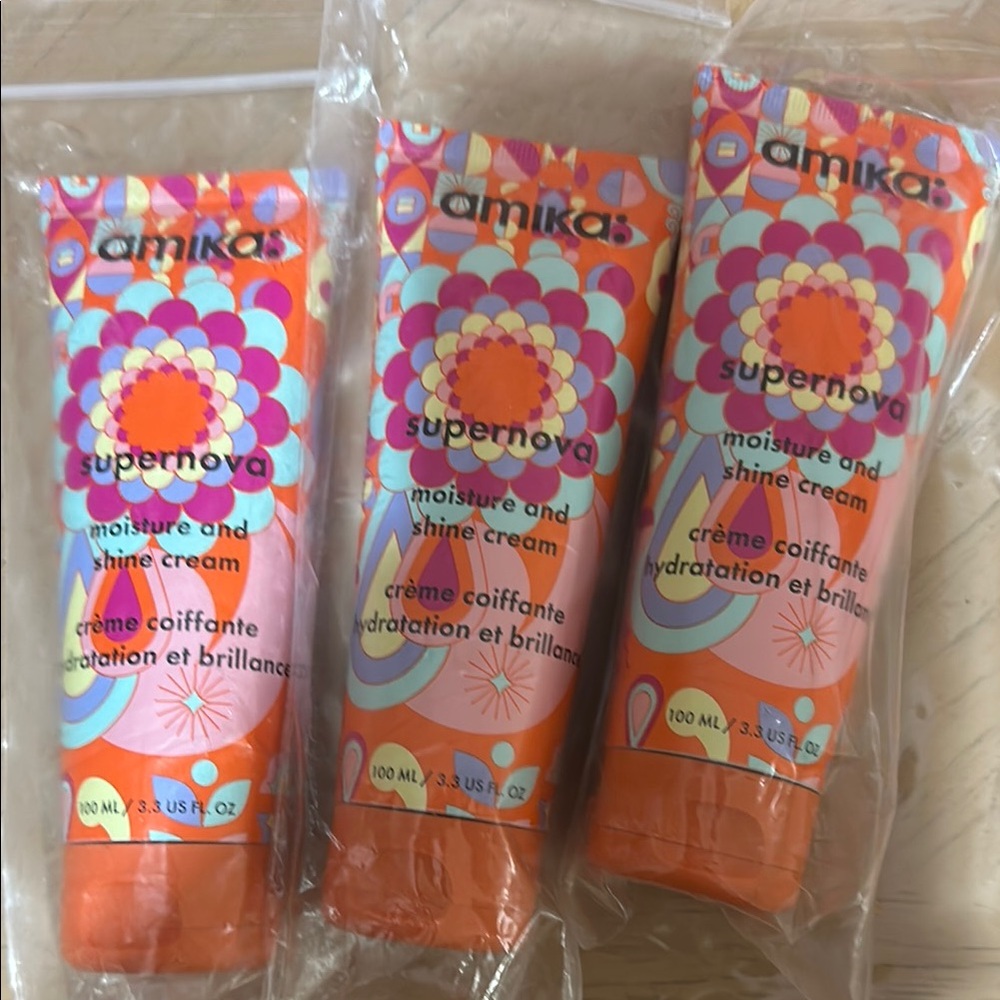 amika:
supernova
moisture and
shine cream
crème coiffante
et brillance
100 ML / 3.3 US FL. OZ
amika:
supernova
moisture and
shine cream
crème coiffante
hydratation et brillance
100 ML / 3.3 US FL. OZ
amika:
supernova
moisture and
shine cream
crème coiffante
hydratation et
100 ML / 3.3 US FL. OZ